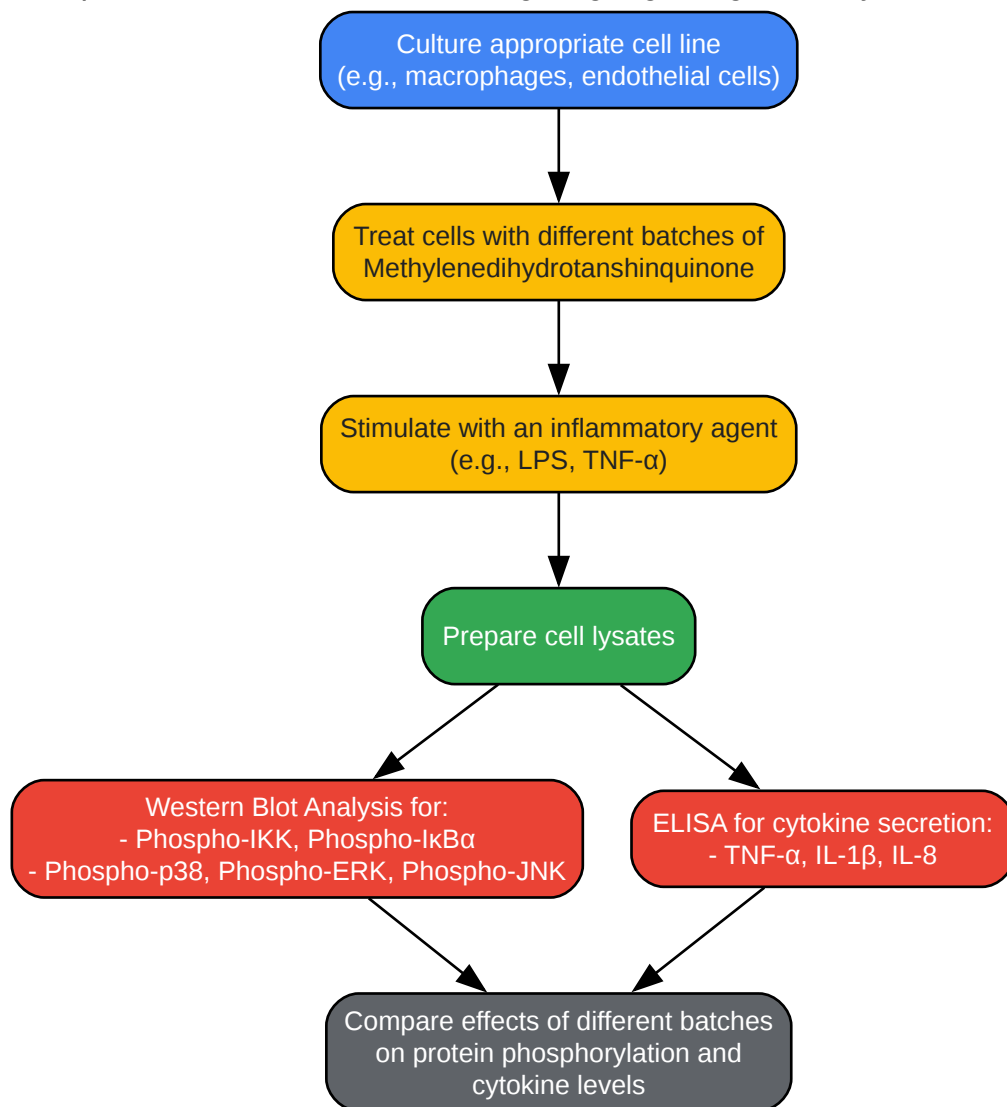 Culture appropriate cell line
(e.g., macrophages, endothelial cells)
Treat cells with different batches of
Methylenedihydrotanshinquinone
Stimulate with an inflammatory agent
(e.g., LPS, TNF-α)
Prepare cell lysates
Western Blot Analysis for:
- Phospho-IKK, Phospho-IκBα
- Phospho-p38, Phospho-ERK, Phospho-JNK
ELISA for cytokine secretion:
- TNF-α, IL-1β, IL-8
Compare effects of different batches
on protein phosphorylation and
cytokine levels